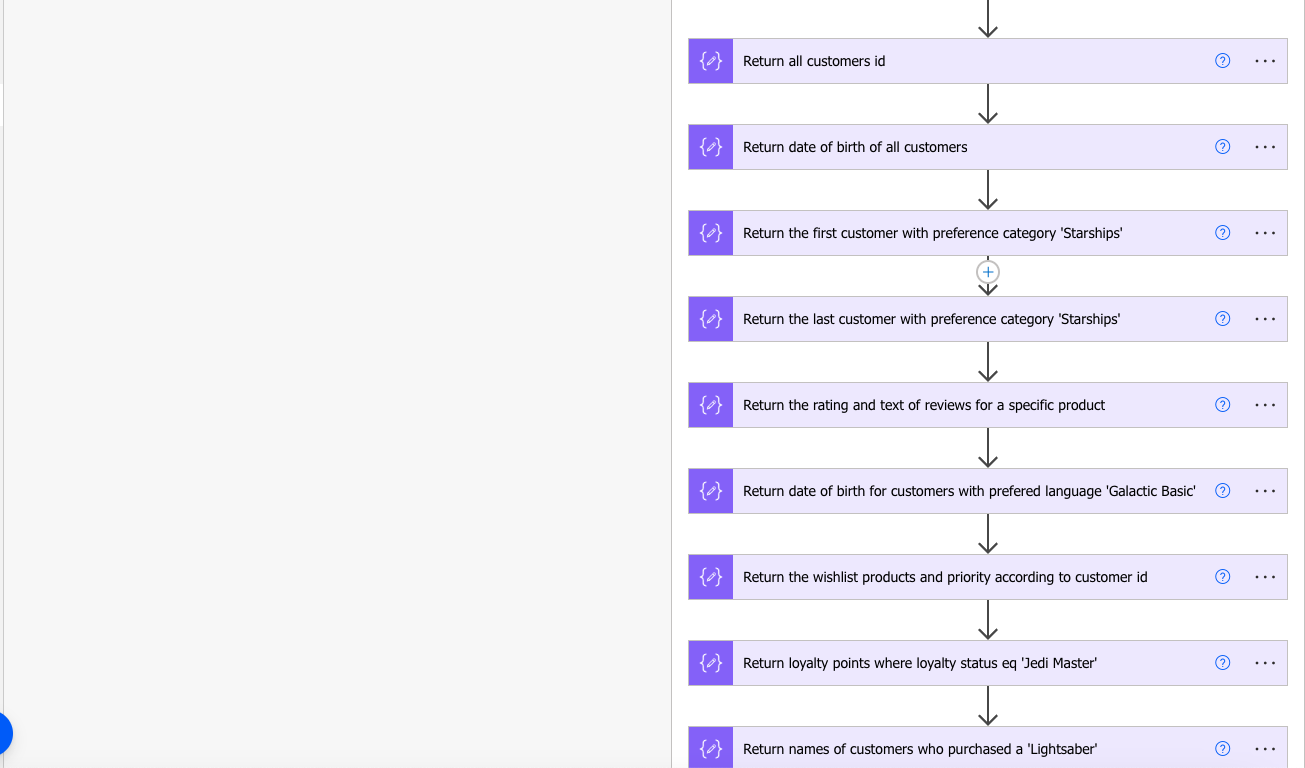 Return all customers id
Return date of birth of all customers
Return the first customer with preference category 'Starships'
Return the last customer with preference category 'Starships'
Return the rating and text of reviews for a specific product
Return date of birth for customers with prefered language 'Galactic Basic'
Return the wishlist products and priority according to customer id
Return loyalty points where loyalty status eq 'Jedi Master'
Return names of customers who purchased a 'Lightsaber'